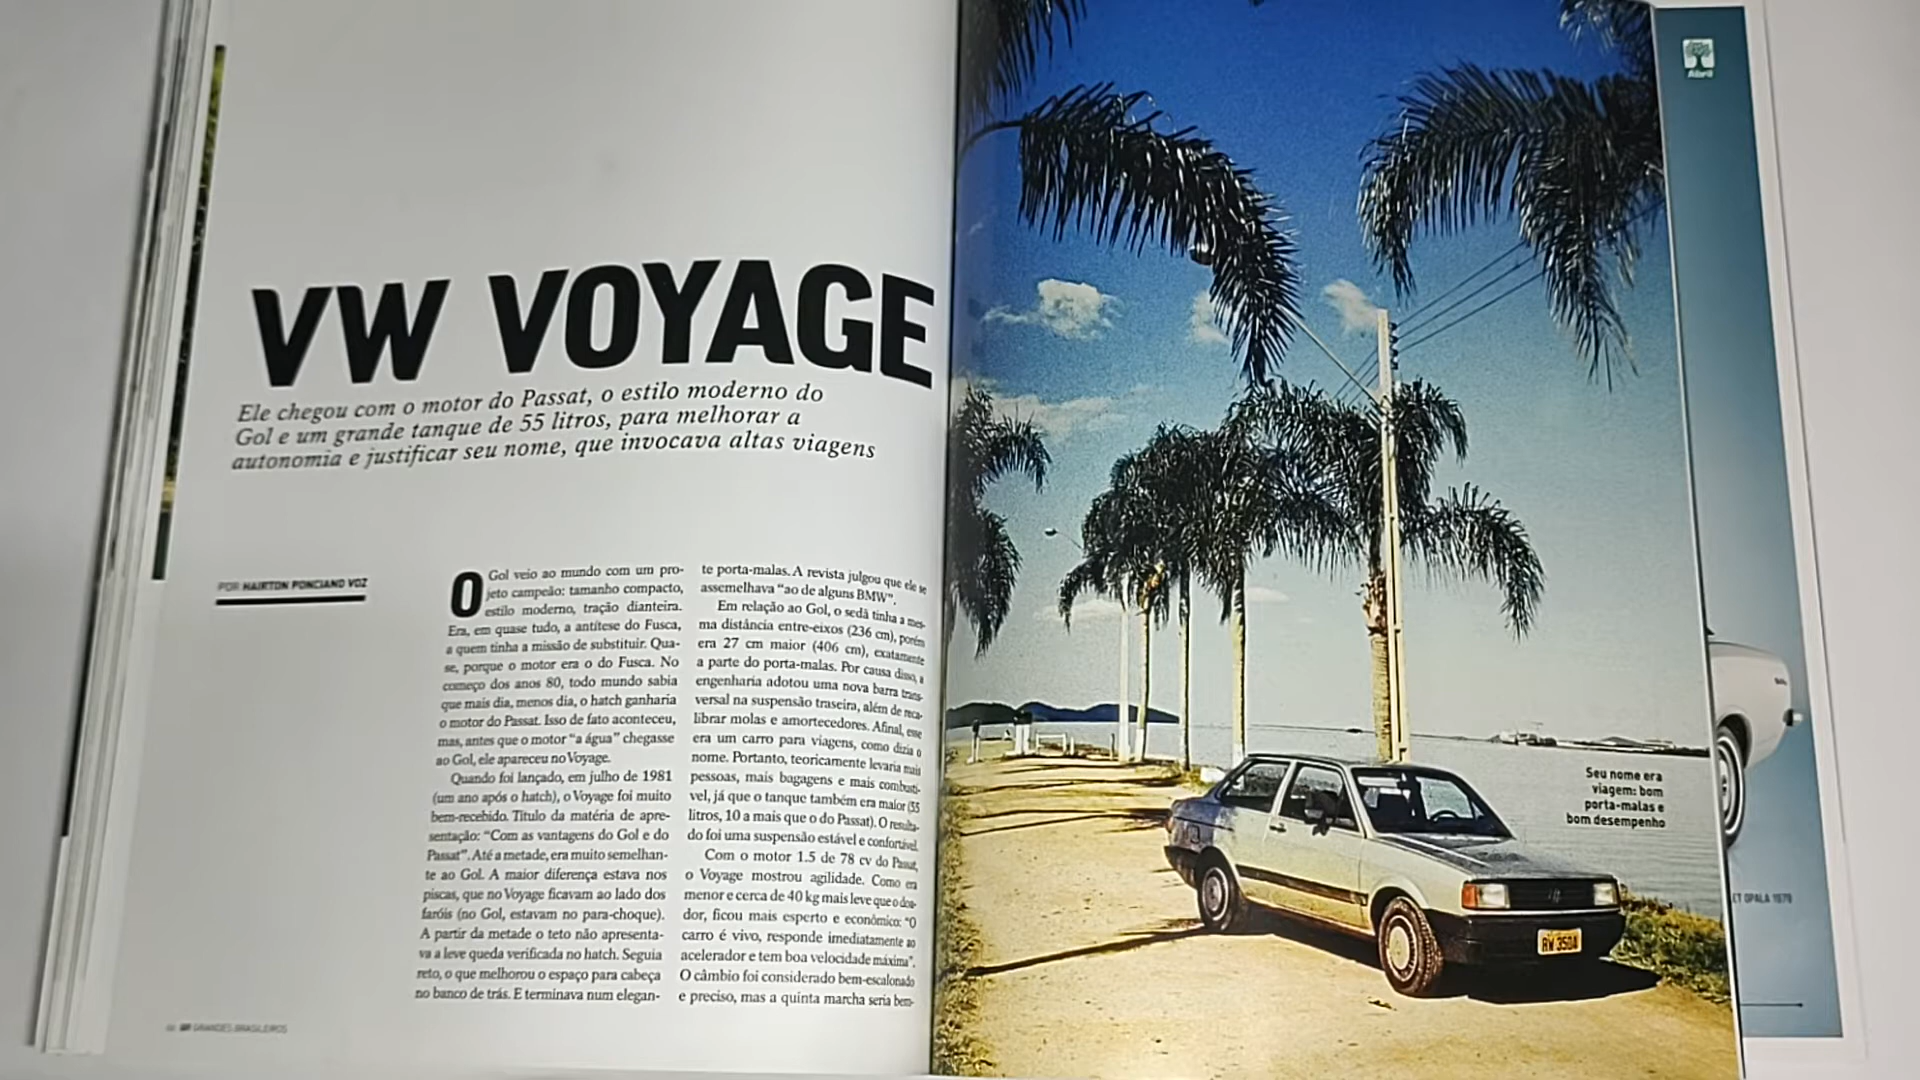 VW VOYAGE
Ele chegou com o motor do Passat, o estilo moderno do
Gol e um grande tanque de 55 litros, para melhorar a
autonomia e justificar seu nome, que invocava altas viagens
POR HAIRTON PONCIANO VOZ
O Gol veio ao mundo com um pro-
jeto campeão: tamanho compacto,
estilo moderno, tração dianteira.
Era, em quase tudo, a antítese do Fusca,
a quem tinha a missão de substituir. Qua-
se, porque o motor era o do Fusca. No
começo dos anos 80, todo mundo sabia
que mais dia, menos dia, o hatch ganharia
o motor do Passat. Isso de fato aconteceu,
mas, antes que o motor “a água” chegasse
ao Gol, ele apareceu no Voyage.
Quando foi lançado, em julho de 1981
(um ano após o hatch), o Voyage foi muito
bem-recebido. Título da matéria de apre-
sentação: “Com as vantagens do Gol e do
Passat”. Até a metade, era muito semelhan-
te ao Gol. A maior diferença estava nos
piscas, que no Voyage ficavam ao lado dos
faróis (no Gol, estavam no para-choque).
A partir da metade o teto não apresenta-
va a leve queda verificada no hatch. Seguia
reto, o que melhorou o espaço para cabeça
no banco de trás. E terminava num elegan-
te porta-malas. A revista julgou que ele se
assemelhava “ao de alguns BMW”.
Em relação ao Gol, o sedã tinha a mes-
ma distância entre-eixos (236 cm), porém
era 27 cm maior (406 cm), exatamente
a parte do porta-malas. Por causa disso, a
engenharia adotou uma nova barra trans-
versal na suspensão traseira, além de reca-
librar molas e amortecedores. Afinal, esse
era um carro para viagens, como dizia o
nome. Portanto, teoricamente levaria mais
pessoas, mais bagagens e mais combustí-
vel, já que o tanque também era maior (55
litros, 10 a mais que o do Passat). O resulta-
do foi uma suspensão estável e confortável.
Com o motor 1.5 de 78 cv do Passat,
o Voyage mostrou agilidade. Como era
menor e cerca de 40 kg mais leve que o doa-
dor, ficou mais esperto e econômico: “O
carro é vivo, responde imediatamente ao
acelerador e tem boa velocidade máxima”.
O câmbio foi considerado bem-escalonado
e preciso, mas a quinta marcha seria bem-
GRANDES BRASILEIROS
Seu nome era
viagem: bom
porta-malas e
bom desempenho
RW 3504
Abril
ET OPALA 1979